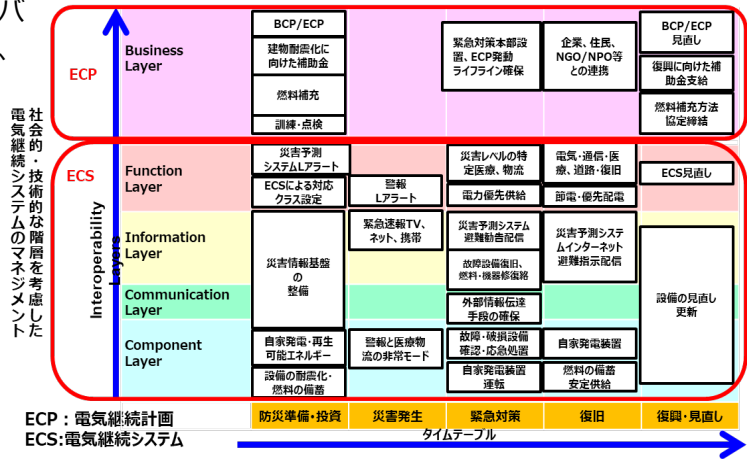 バ
、
社会的・技術的な階層を考慮した
電気継続システムのマネジメント
ECP
Business
Layer
BCP/ECP
建物耐震化に
向けた補助金
燃料補充
訓練・点検
緊急対策本部設
置、ECP発動
ライフライン確保
企業、住民、
NGO/NPO等
との連携
BCP/ECP
見直し
復興に向けた補
助金支給
燃料補充方法
協定締結
ECS
Interoperability
Layers
Function
Layer
災害予測
システムLアラート
ECSによる対応
クラス設定
警報
Lアラート
災害レベルの特
定医療、物流
電力優先供給
電気・通信・医
療、道路・復旧
節電・優先配電
ECS見直し
Information
Layer
災害情報基盤
の
整備
緊急速報TV、
ネット、携帯
災害予測システム
避難勧告配信
故障設備復旧、
燃料・機器修復路
災害予測システ
ムインターネット
避難指示配信
設備の見直し
更新
Communication
Layer
外部情報伝達
手段の確保
Component
Layer
自家発電・再生
可能エネルギー
設備の耐震化・
燃料の備蓄
警報と医療物
流の非常モード
故障・破損設備
確認・応急処置
自家発電装置
運転
自家発電装置
燃料の備蓄
安定供給
防災準備・投資
災害発生
緊急対策
復旧
復興・見直し
ECP：電気継続計画
ECS:電気継続システム
タイムテーブル